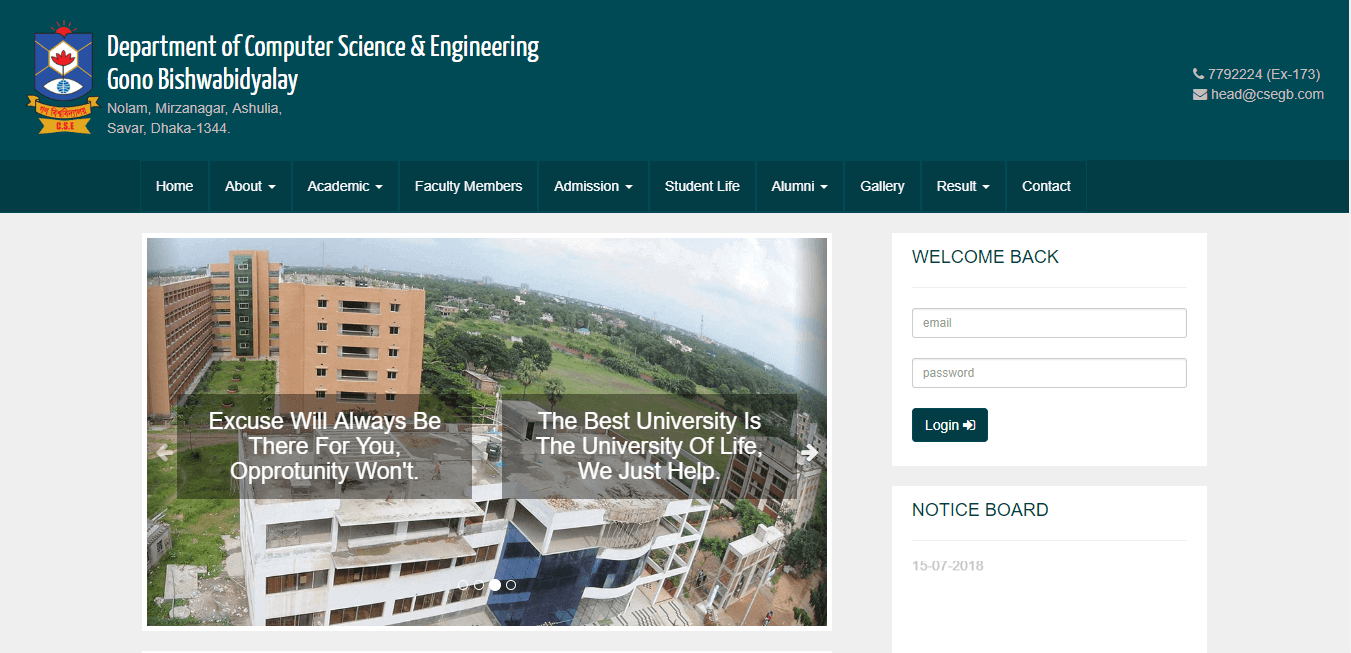 Department of Computer Science & Engineering
Gono Bishwabidyalay
Nolam, Mirzanagar, Ashulia,
Savar, Dhaka-1344.
গণ বিশ্ববিদ্যালয়
C.S.E
7792224 (Ex-173)
head@csegb.com
Home
About
Academic
Faculty Members
Admission
Student Life
Alumni
Gallery
Result
Contact
Excuse Will Always Be
There For You,
Opprotunity Won't.
The Best University Is
The University Of Life,
We Just Help.
WELCOME BACK
email
password
Login
NOTICE BOARD
15-07-2018